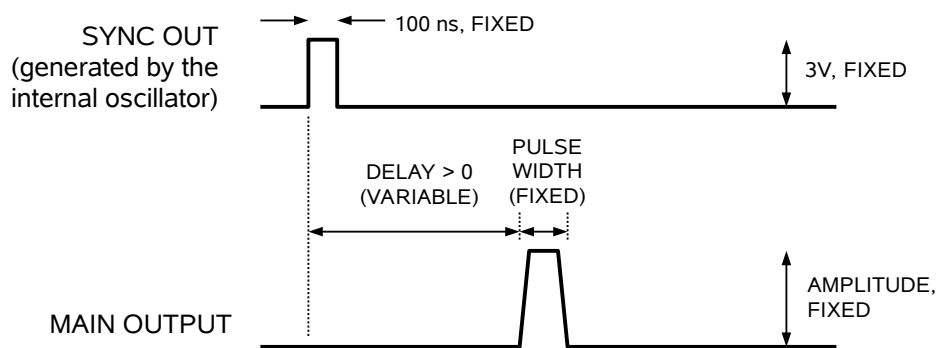 100 ns, FIXED
SYNC OUT
(generated by the
internal oscillator)
3V, FIXED
PULSE
WIDTH
(FIXED)
DELAY > 0
(VARIABLE)
AMPLITUDE,
FIXED
MAIN OUTPUT